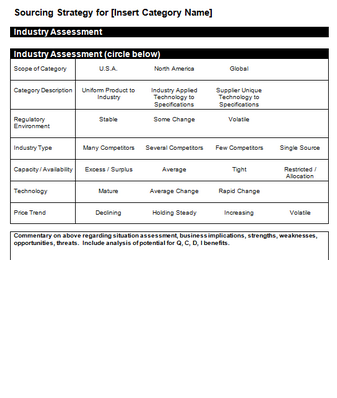 Sourcing Strategy for [Insert Category Name]
Industry Assessment
Industry Assessment (circle below)
Scope of Category U.S.A. North America Global
Category Description Uniform Product to Industry Industry Applied Technology to Specifications Supplier Unique Technology to Specifications
Regulatory Environment Stable Some Change Volatile
Industry Type Many Competitors Several Competitors Few Competitors Single Source
Capacity / Availability Excess / Surplus Average Tight Restricted / Allocation
Technology Mature Average Change Rapid Change
Price Trend Declining Holding Steady Increasing Volatile
Commentary on above regarding situation assessment, business implications, strengths, weaknesses,
opportunities, threats. Include analysis of potential for Q, C, D, I benefits.